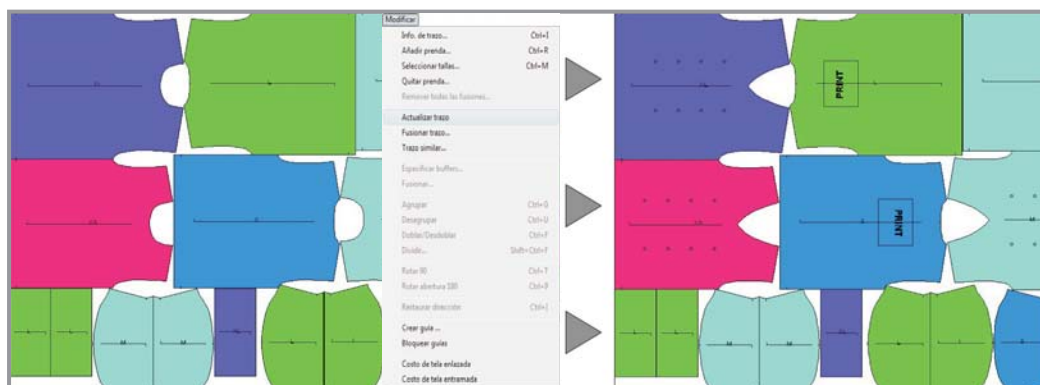 Modificar
Info. de trazo... Ctrl+I
Añadir prenda... Ctrl+R
Seleccionar tallas... Ctrl+M
Quitar prenda...
Remover todas las fusiones...
Actualizar trazo
Fusionar trazo...
Trazo similar...
Especificar buffers...
Fusionar...
Agrupar Ctrl+G
Desagrupar Ctrl+U
Doblar/Desdoblar Ctrl+F
Divide... Shift+Ctrl+F
Rotar 90 Ctrl+T
Rotar abertura 180 Ctrl+P
Restaurar dirección Ctrl+J
Crear guía ...
Bloquear guías
Costo de tela enlazada
Costo de tela entramada
PRINT
PRINT
M
M
M
M
M